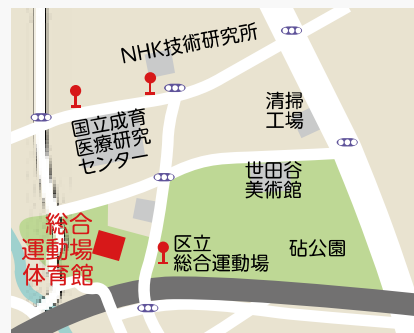 NHK技術研究所
清掃
工場
国立成育
医療研究
センター
世田谷
美術館
総合
運動場
体育館
区立
総合運動場
砧公園